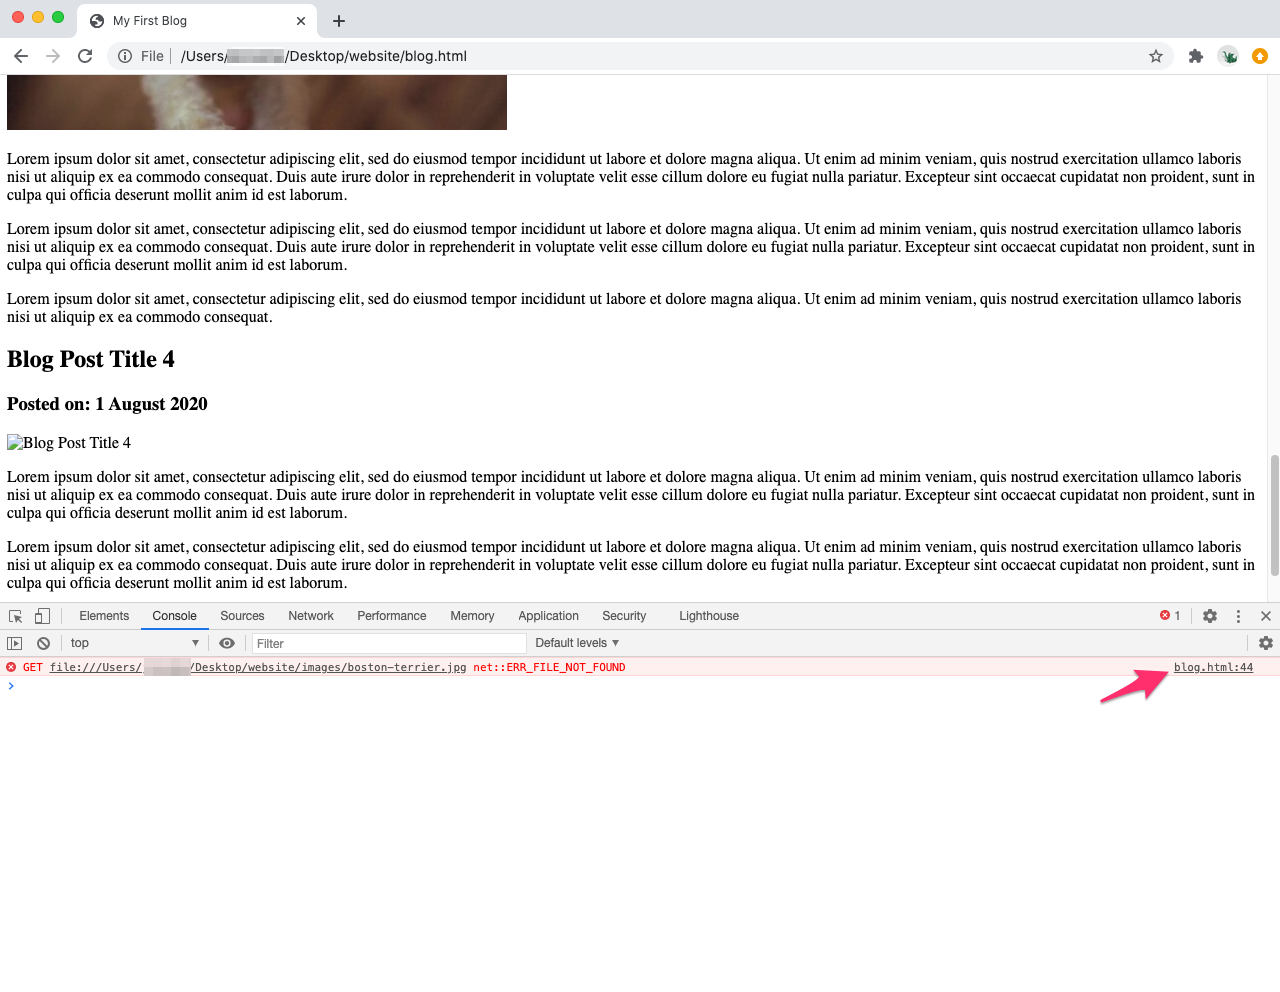 My First Blog
File
/Users/ /Desktop/website/blog.html
Lorem ipsum dolor sit amet, consectetur adipiscing elit, sed do eiusmod tempor incididunt ut labore et dolore magna aliqua. Ut enim ad minim veniam, quis nostrud exercitation ullamco laboris
nisi ut aliquip ex ea commodo consequat. Duis aute irure dolor in reprehenderit in voluptate velit esse cillum dolore eu fugiat nulla pariatur. Excepteur sint occaecat cupidatat non proident, sunt in
culpa qui officia deserunt mollit anim id est laborum.
Lorem ipsum dolor sit amet, consectetur adipiscing elit, sed do eiusmod tempor incididunt ut labore et dolore magna aliqua. Ut enim ad minim veniam, quis nostrud exercitation ullamco laboris
nisi ut aliquip ex ea commodo consequat. Duis aute irure dolor in reprehenderit in voluptate velit esse cillum dolore eu fugiat nulla pariatur. Excepteur sint occaecat cupidatat non proident, sunt in
culpa qui officia deserunt mollit anim id est laborum.
Lorem ipsum dolor sit amet, consectetur adipiscing elit, sed do eiusmod tempor incididunt ut labore et dolore magna aliqua. Ut enim ad minim veniam, quis nostrud exercitation ullamco laboris
nisi ut aliquip ex ea commodo consequat.
Blog Post Title 4
Posted on: 1 August 2020
Blog Post Title 4
Lorem ipsum dolor sit amet, consectetur adipiscing elit, sed do eiusmod tempor incididunt ut labore et dolore magna aliqua. Ut enim ad minim veniam, quis nostrud exercitation ullamco laboris
nisi ut aliquip ex ea commodo consequat. Duis aute irure dolor in reprehenderit in voluptate velit esse cillum dolore eu fugiat nulla pariatur. Excepteur sint occaecat cupidatat non proident, sunt in
culpa qui officia deserunt mollit anim id est laborum.
Lorem ipsum dolor sit amet, consectetur adipiscing elit, sed do eiusmod tempor incididunt ut labore et dolore magna aliqua. Ut enim ad minim veniam, quis nostrud exercitation ullamco laboris
nisi ut aliquip ex ea commodo consequat. Duis aute irure dolor in reprehenderit in voluptate velit esse cillum dolore eu fugiat nulla pariatur. Excepteur sint occaecat cupidatat non proident, sunt in
culpa qui officia deserunt mollit anim id est laborum.
Elements Console Sources Network Performance Memory Application Security Lighthouse 1
top Filter Default levels
GET file:///Users/ /Desktop/website/images/boston-terrier.jpg net::ERR_FILE_NOT_FOUND blog.html:44